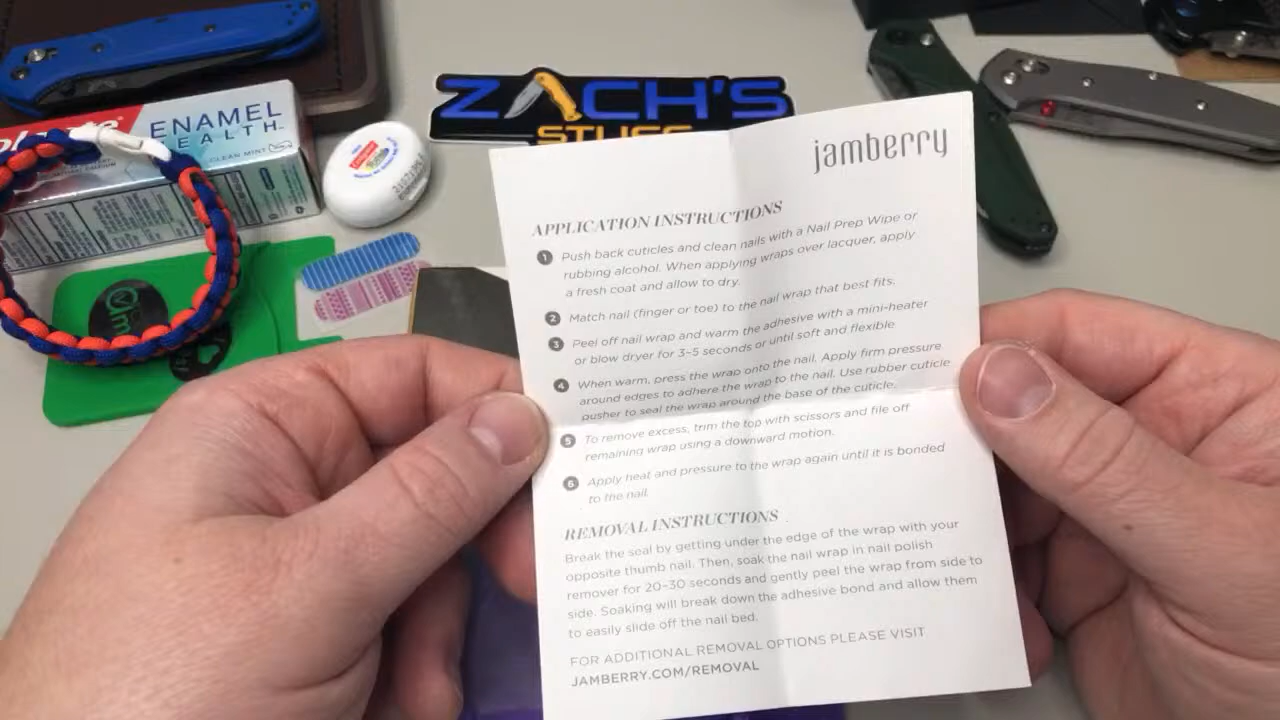 ZACH'S
STUFF
ENAMEL
HEALTH
CLEAN MINT
jamberry
APPLICATION INSTRUCTIONS
1 Push back cuticles and clean nails with a Nail Prep Wipe or
rubbing alcohol. When applying wraps over lacquer, apply
a fresh coat and allow to dry.
2 Match nail (finger or toe) to the nail wrap that best fits.
3 Peel off nail wrap and warm the adhesive with a mini-heater
or blow dryer for 3-5 seconds or until soft and flexible
4 When warm, press the wrap onto the nail. Apply firm pressure
around edges to adhere the wrap to the nail. Use rubber cuticle
pusher to seal the wrap around the base of the cuticle.
5 To remove excess, trim the top with scissors and file off
remaining wrap using a downward motion.
6 Apply heat and pressure to the wrap again until it is bonded
to the nail.
REMOVAL INSTRUCTIONS
Break the seal by getting under the edge of the wrap with your
opposite thumb nail. Then, soak the nail wrap in nail polish
remover for 20-30 seconds and gently peel the wrap from side to
side. Soaking will break down the adhesive bond and allow them
to easily slide off the nail bed.
FOR ADDITIONAL REMOVAL OPTIONS PLEASE VISIT
JAMBERRY.COM/REMOVAL